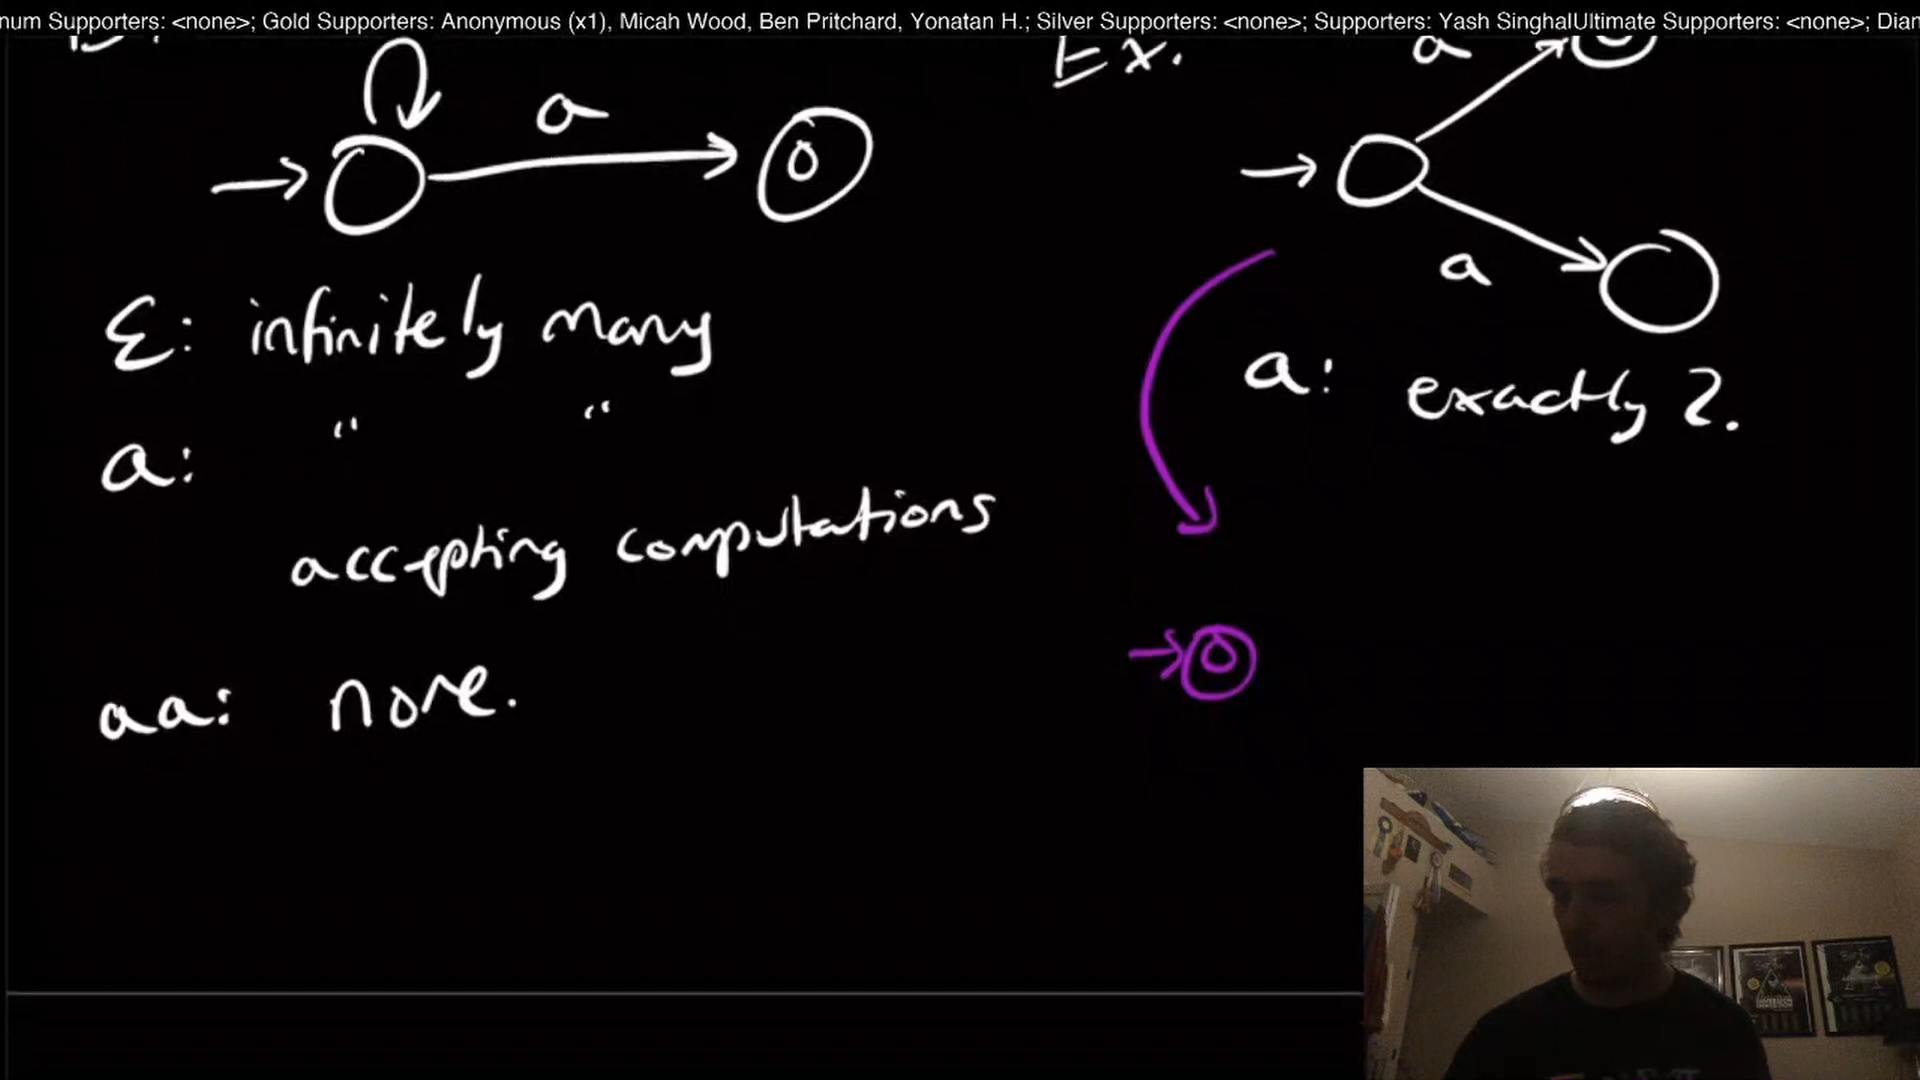 num Supporters: <none>; Gold Supporters: Anonymous (x1), Micah Wood, Ben Pritchard, Yonatan H.; Silver Supporters: <none>; Supporters: Yash SinghalUltimate Supporters: <none>; Dian
a
Ɛ: infinitely many
a: " "
accepting computations
aa: none.
Ex.
a
a
a: exactly 2.